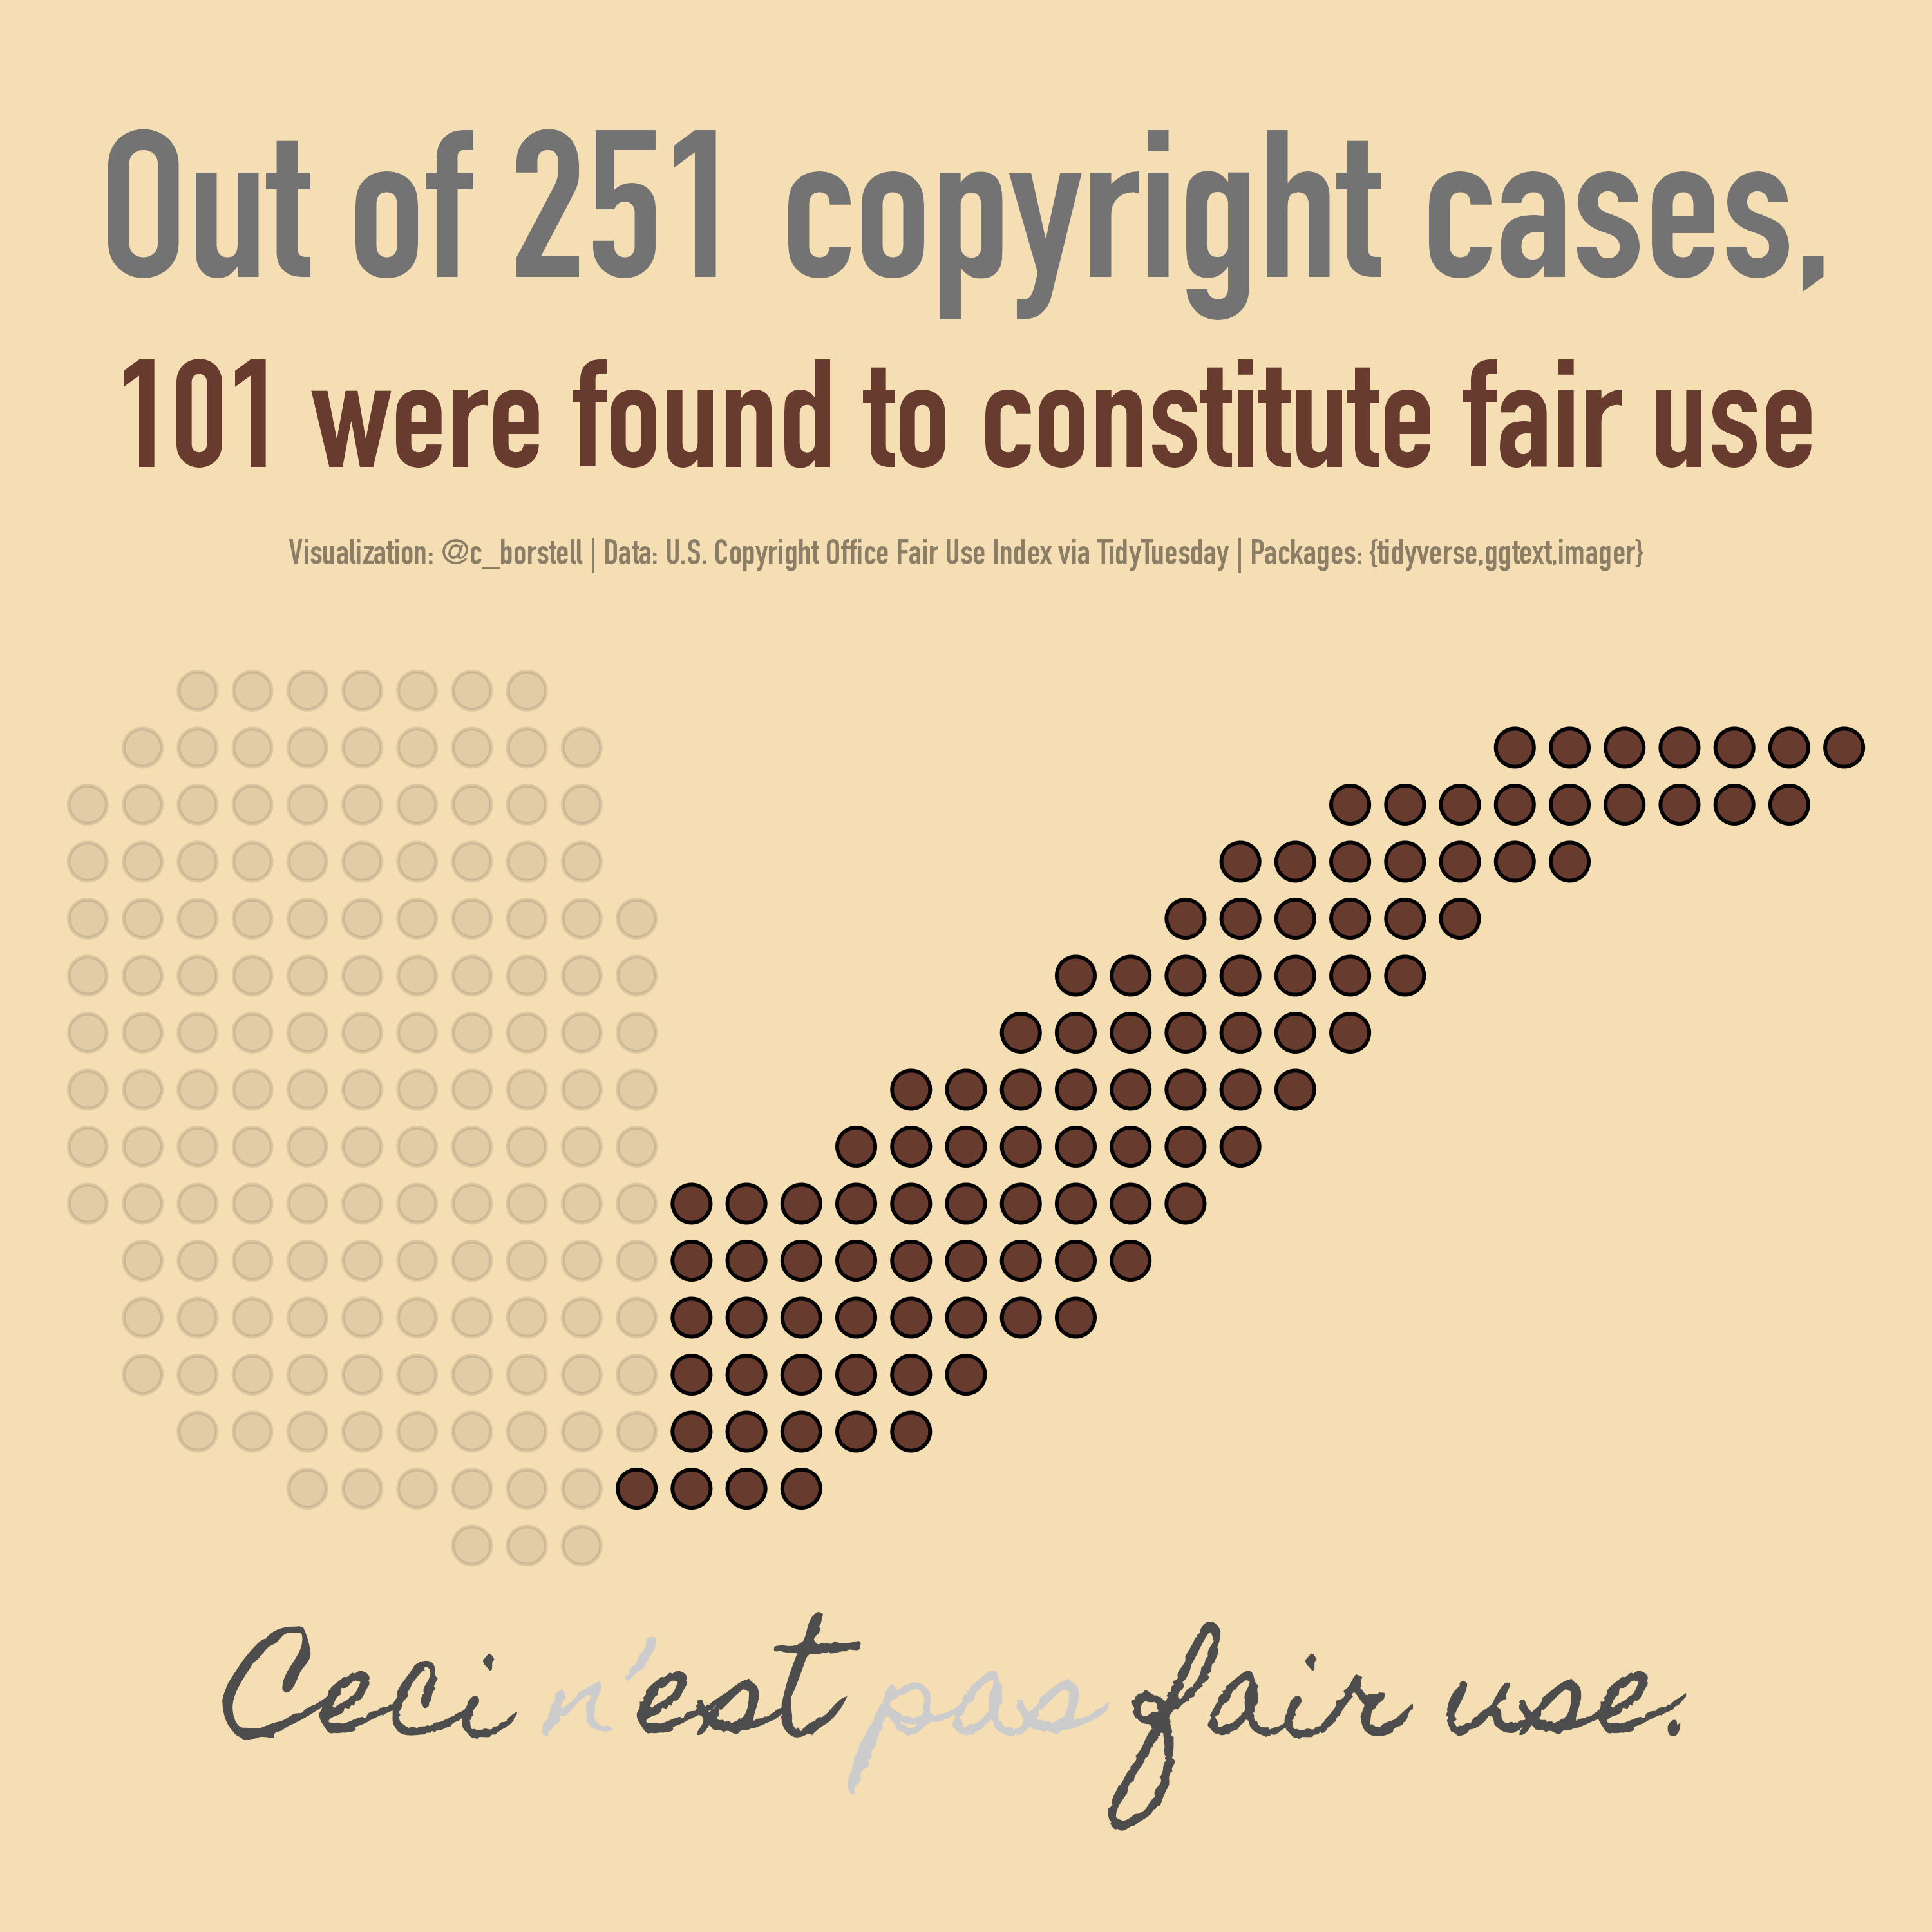 Out of 251 copyright cases,
101 were found to constitute fair use
Visualization: @c_borstell | Data: U.S. Copyright Office Fair Use Index via TidyTuesday | Packages: {tidyverse,ggtext,imager}
Ceci n'est pas fair use.